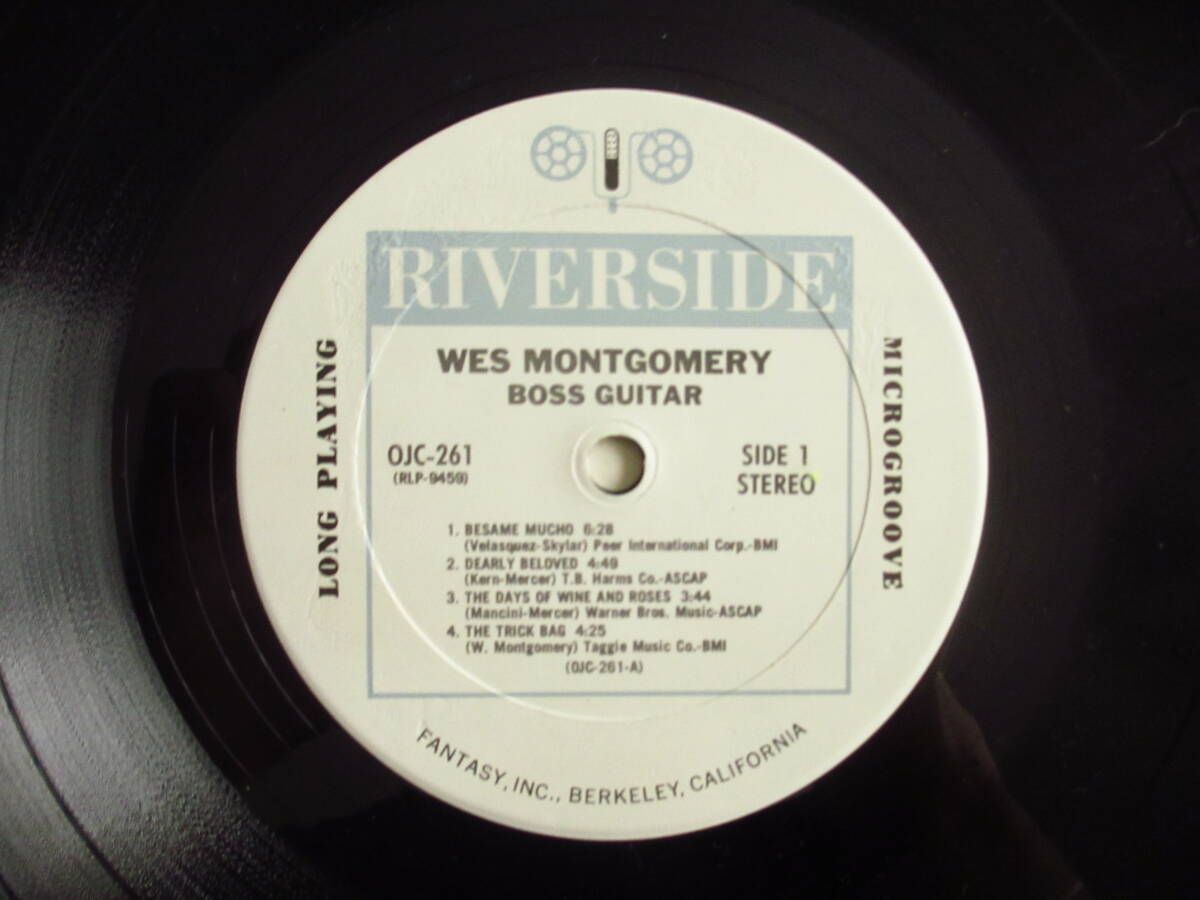 RIVERSIDE
WES MONTGOMERY
BOSS GUITAR
LONG PLAYING
MICROGROOVE
OJC-261
(RLP-9459)
SIDE 1
STEREO
1. BESAME MUCHO 6:28
(Velasquez-Skylar) Peer International Corp.-BMI
2. DEARLY BELOVED 4:49
(Kern-Mercer) T.B. Harms Co.-ASCAP
3. THE DAYS OF WINE AND ROSES 3:44
(Mancini-Mercer) Warner Bros. Music-ASCAP
4. THE TRICK BAG 4:25
(W. Montgomery) Taggie Music Co.-BMI
(OJC-261-A)
FANTASY, INC., BERKELEY, CALIFORNIA